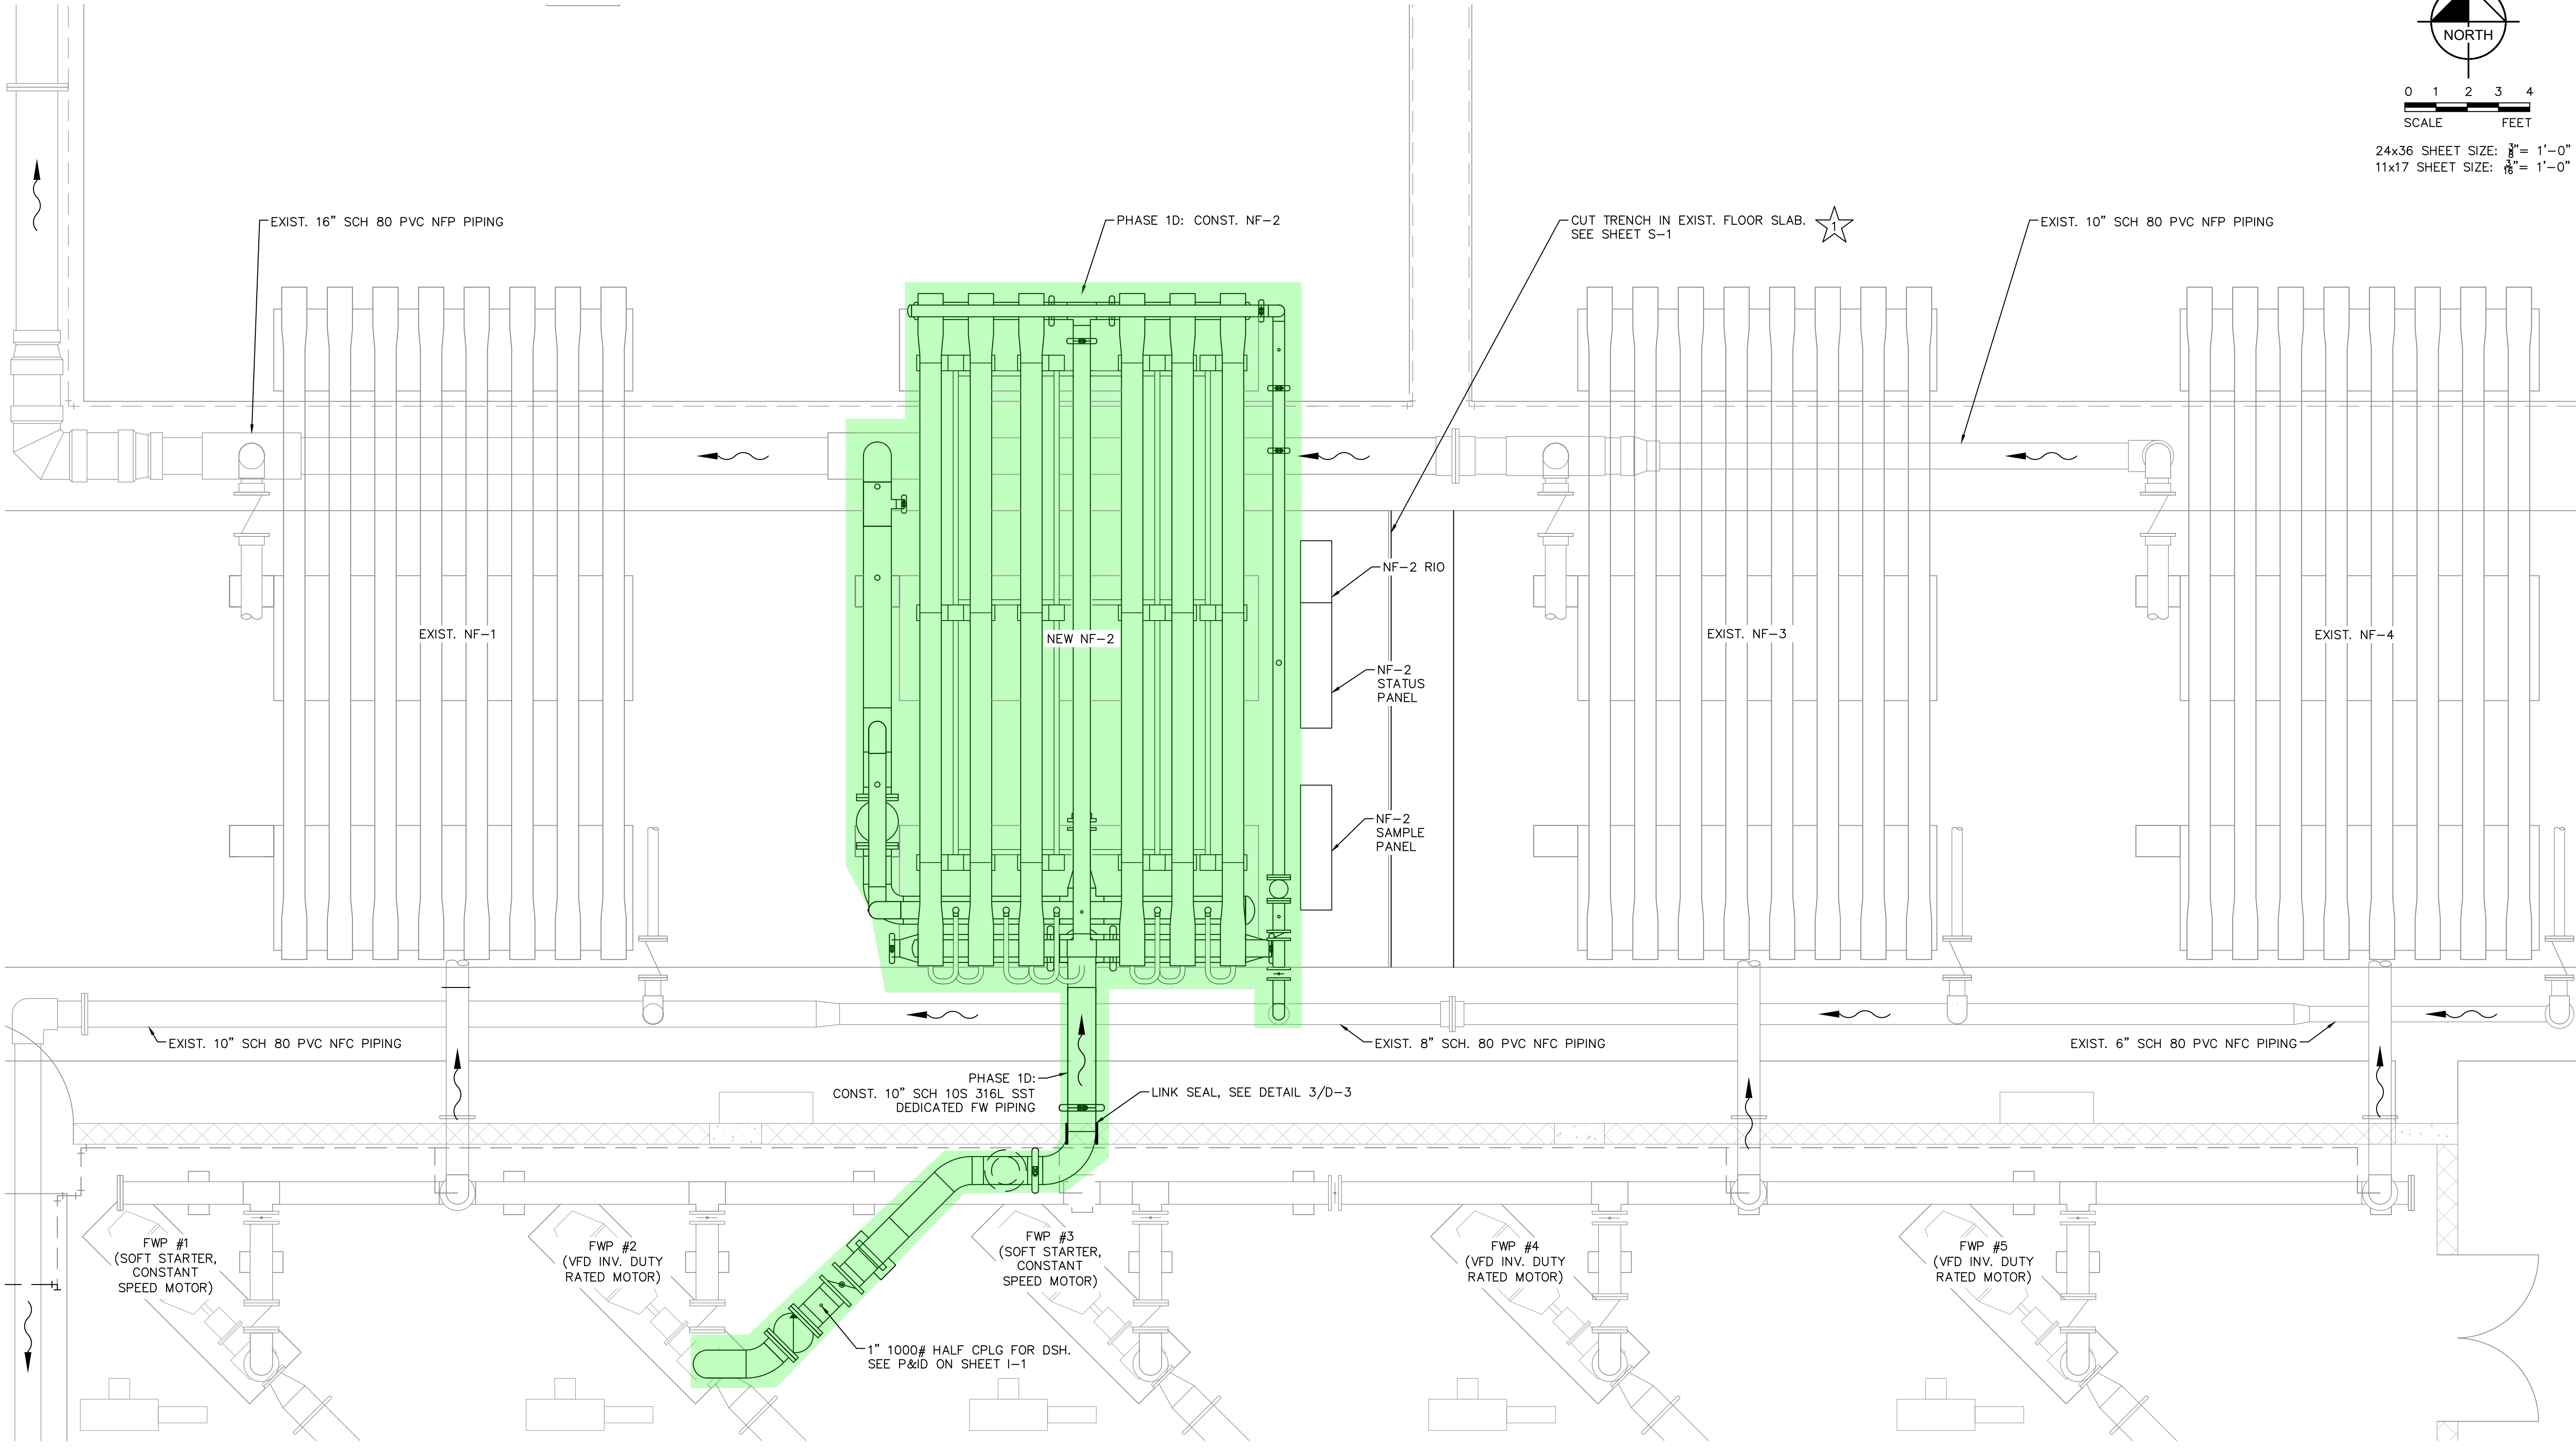 NORTH
0 1 2 3 4
SCALE FEET
24x36 SHEET SIZE: 3/8"= 1'-0"
11x17 SHEET SIZE: 3/16"= 1'-0"
EXIST. 16" SCH 80 PVC NFP PIPING
PHASE 1D: CONST. NF-2
CUT TRENCH IN EXIST. FLOOR SLAB.
SEE SHEET S-1
1
EXIST. 10" SCH 80 PVC NFP PIPING
NF-2 RIO
EXIST. NF-1
NEW NF-2
EXIST. NF-3
EXIST. NF-4
NF-2
STATUS
PANEL
NF-2
SAMPLE
PANEL
EXIST. 10" SCH 80 PVC NFC PIPING
EXIST. 8" SCH. 80 PVC NFC PIPING
EXIST. 6" SCH 80 PVC NFC PIPING
PHASE 1D:
CONST. 10" SCH 10S 316L SST
DEDICATED FW PIPING
LINK SEAL, SEE DETAIL 3/D-3
FWP #1
(SOFT STARTER,
CONSTANT
SPEED MOTOR)
FWP #2
(VFD INV. DUTY
RATED MOTOR)
FWP #3
(SOFT STARTER,
CONSTANT
SPEED MOTOR)
FWP #4
(VFD INV. DUTY
RATED MOTOR)
FWP #5
(VFD INV. DUTY
RATED MOTOR)
1" 1000# HALF CPLG FOR DSH.
SEE P&ID ON SHEET I-1